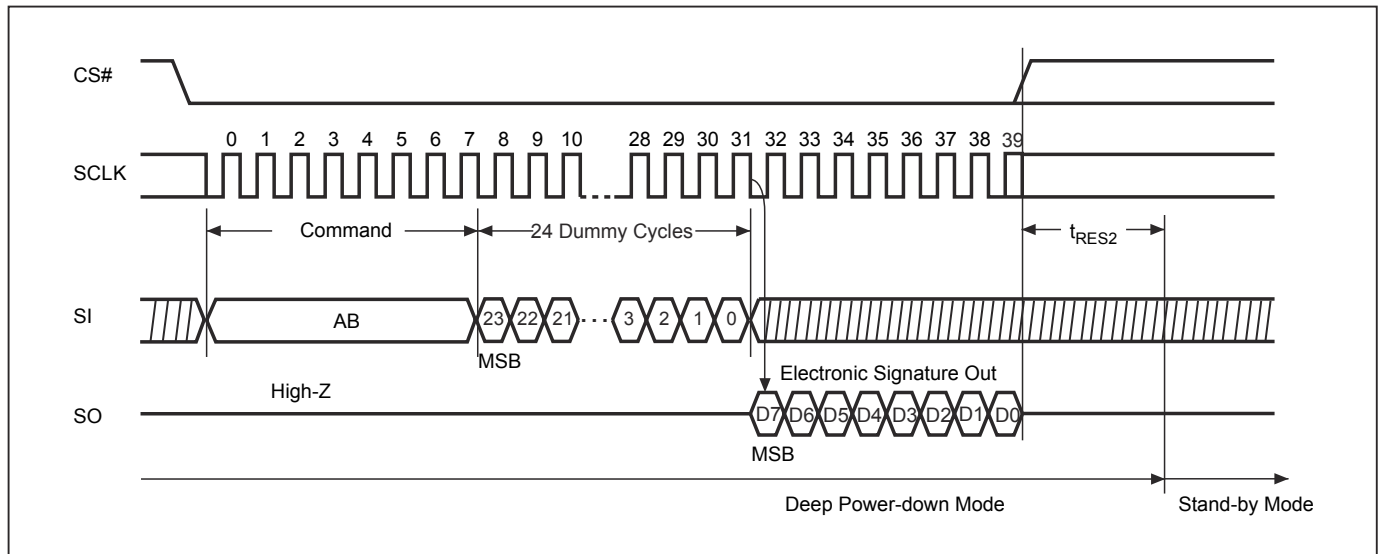 CS#
0 1 2 3 4 5 6 7 8 9 10 28 29 30 31 32 33 34 35 36 37 38 39
SCLK
Command
24 Dummy Cycles
tRES2
SI
AB
23 22 21 3 2 1 0
MSB
High-Z
Electronic Signature Out
SO
D7 D6 D5 D4 D3 D2 D1 D0
MSB
Deep Power-down Mode
Stand-by Mode